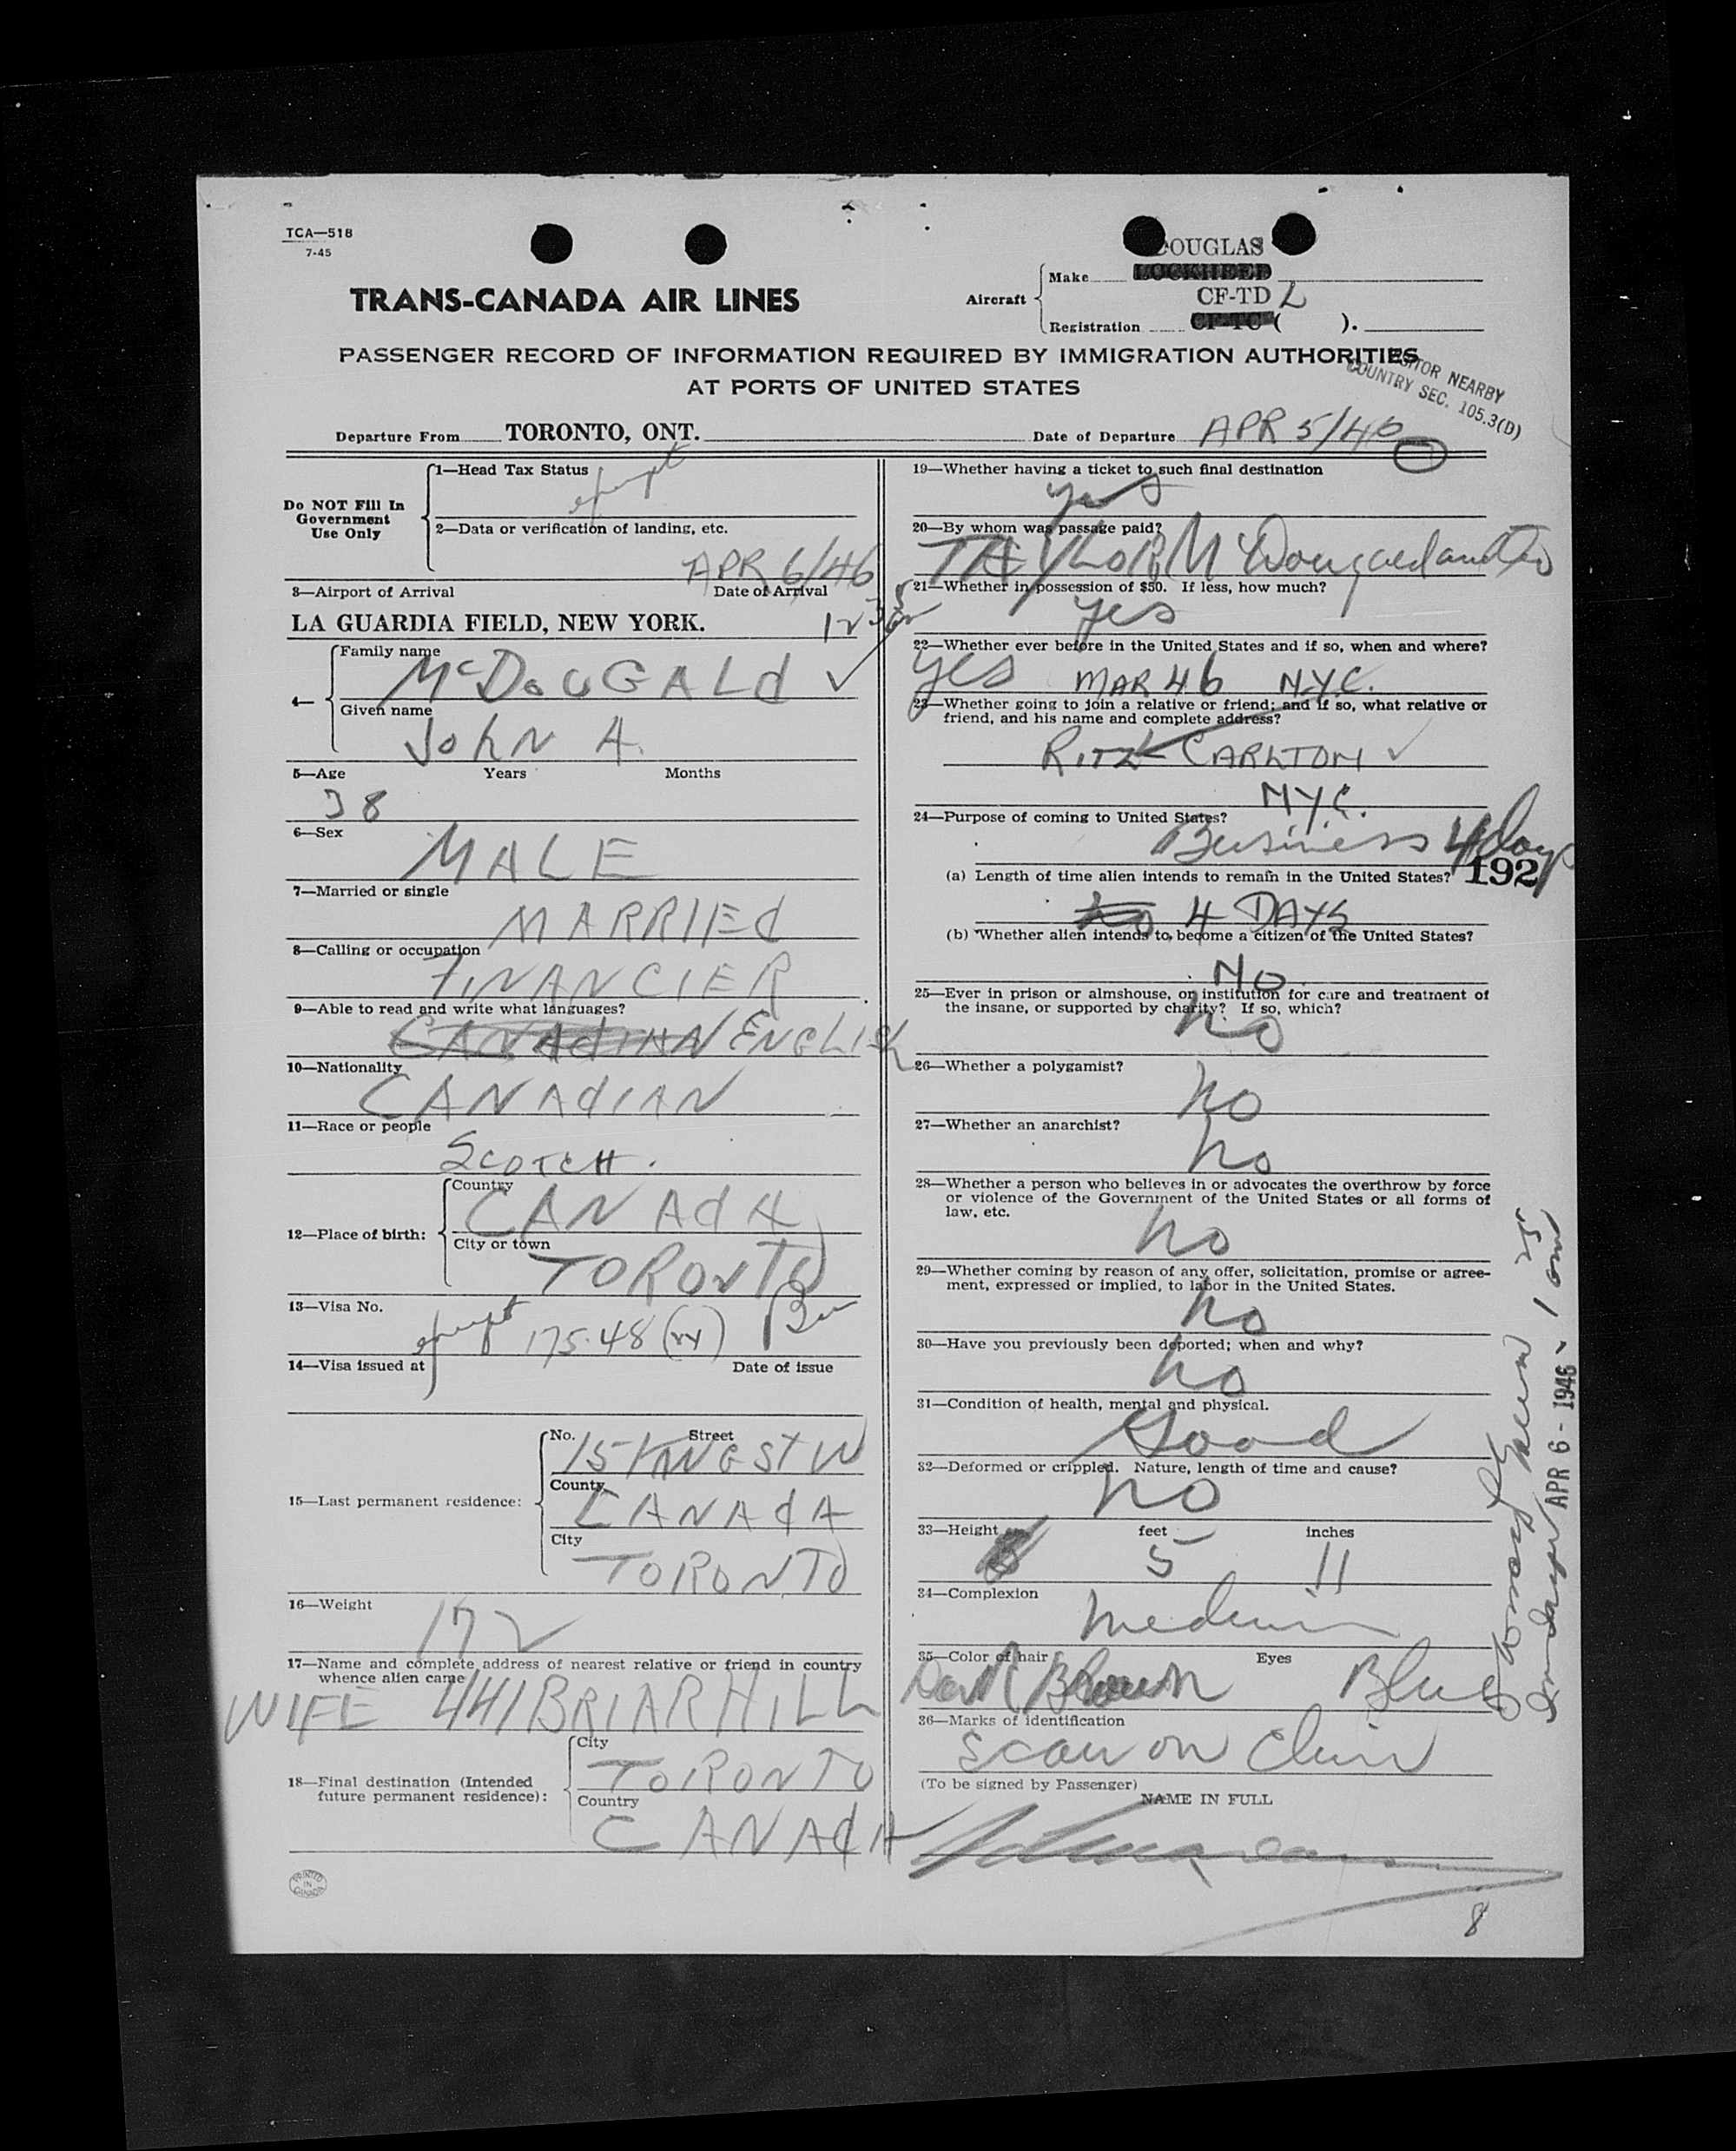 TCA—518
7-45
DOUGLAS
Make LOCKHEED
TRANS-CANADA AIR LINES
Aircraft
CF-TD L
Registration CF-TC ( ).
PASSENGER RECORD OF INFORMATION REQUIRED BY IMMIGRATION AUTHORITIES
AT PORTS OF UNITED STATES
VISITOR NEARBY
COUNTRY SEC. 105.3(D)
Departure From TORONTO, ONT.
Date of Departure APR 5/46
Do NOT Fill In
Government
Use Only
1—Head Tax Status
exempt
2—Data or verification of landing, etc.
APR 6/46
3—Airport of Arrival
Date of Arrival
LA GUARDIA FIELD, NEW YORK.
4—
Family name
McDOUGALd
Given name
JohN A.
5—Age Years Months
38
6—Sex
MALE
7—Married or single
MARRIEd
8—Calling or occupation
FINANCIER
9—Able to read and write what languages?
CANAdIAN ENGLISh
10—Nationality
CANAdIAN
11—Race or people
SCOTCH.
12—Place of birth:
Country
CANAdA
City or town
TORONTO
13—Visa No.
exempt 175.48
14—Visa issued at
Date of issue
15—Last permanent residence:
No. Street
15 KING ST W
County
CANAdA
City
TORONTO
16—Weight
172
17—Name and complete address of nearest relative or friend in country
whence alien came
WIFE 441 BRIAR HILL
18—Final destination (Intended
future permanent residence):
City
TORONTO
Country
CANAdA
PRINTED
IN
CANADA
19—Whether having a ticket to such final destination
yes
20—By whom was passage paid?
TAYLOR McDougald and Co
21—Whether in possession of $50. If less, how much?
yes
22—Whether ever before in the United States and if so, when and where?
yes MAR 46 N.Y.C.
23—Whether going to join a relative or friend; and if so, what relative or
friend, and his name and complete address?
RITZ CARLTON
NYC.
24—Purpose of coming to United States?
Business 4 days
192
(a) Length of time alien intends to remain in the United States?
4 DAYS
(b) Whether alien intends to become a citizen of the United States?
NO
25—Ever in prison or almshouse, or institution for care and treatment of
the insane, or supported by charity? If so, which?
no
26—Whether a polygamist?
no
27—Whether an anarchist?
no
28—Whether a person who believes in or advocates the overthrow by force
or violence of the Government of the United States or all forms of
law, etc.
no
29—Whether coming by reason of any offer, solicitation, promise or agree-
ment, expressed or implied, to labor in the United States.
no
30—Have you previously been deported; when and why?
no
31—Condition of health, mental and physical.
Good
32—Deformed or crippled. Nature, length of time and cause?
no
33—Height feet inches
5 11
34—Complexion
medium
35—Color of hair Eyes
Dark Brown Blue
36—Marks of identification
scar on chin
(To be signed by Passenger)
NAME IN FULL
8
APR 6 - 1946